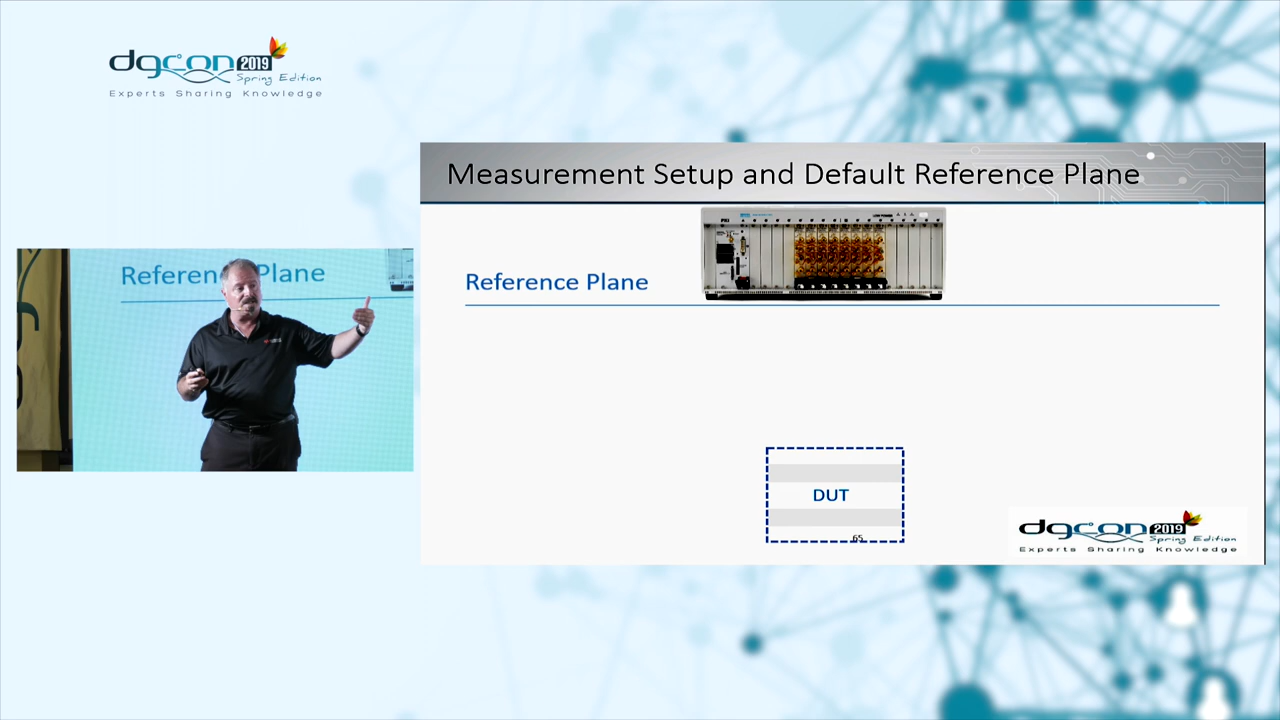 dgcon 2019
Spring Edition
Experts Sharing Knowledge
Measurement Setup and Default Reference Plane
Reference Plane
Reference Plane
DUT
65
dgcon 2019
Spring Edition
Experts Sharing Knowledge